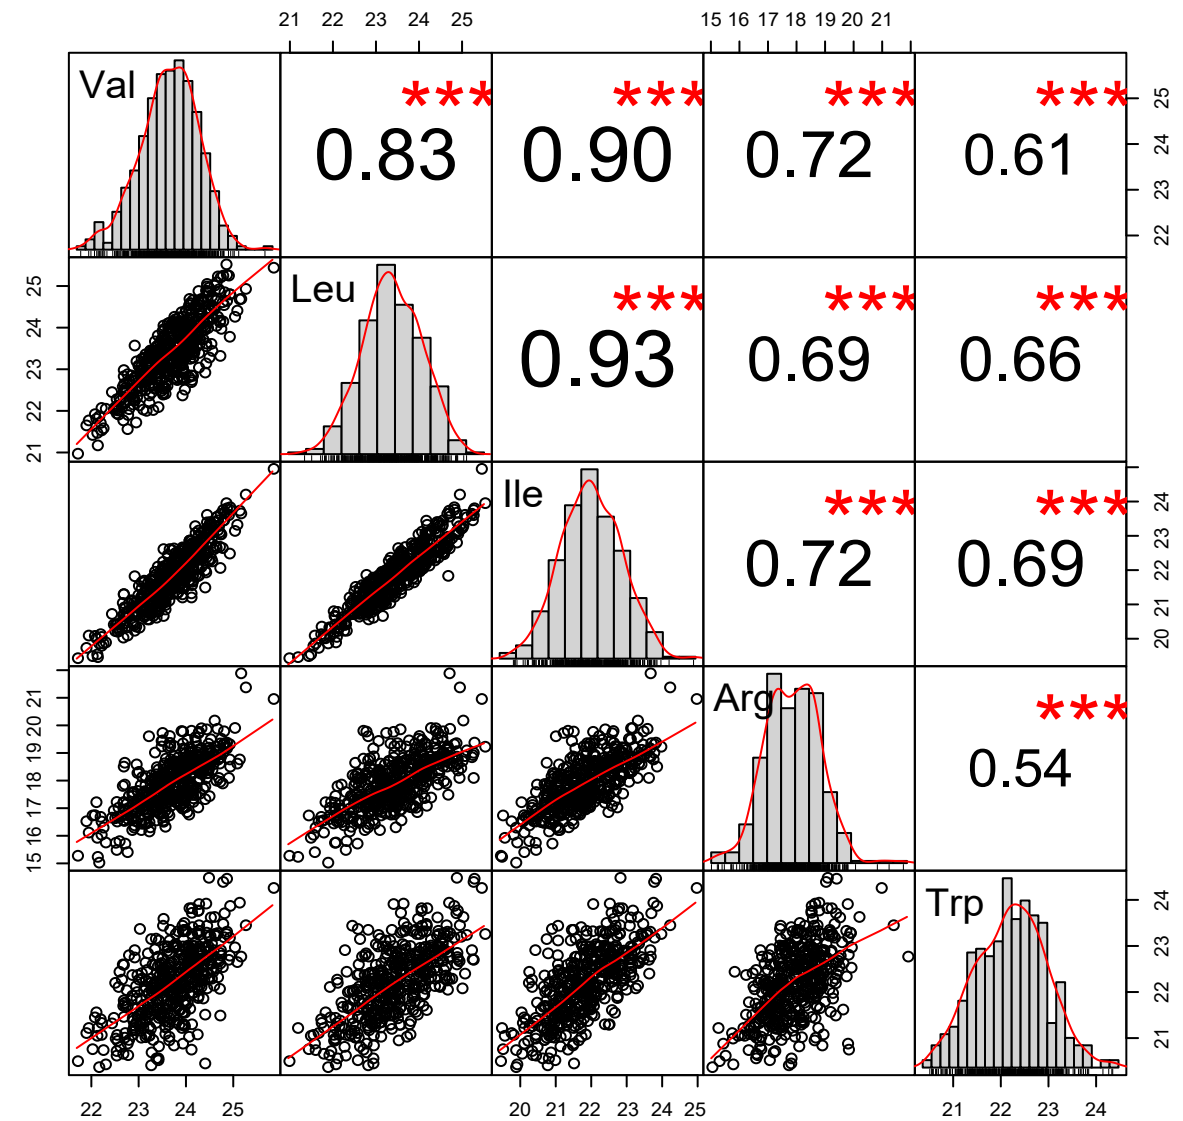 21 22 23 24 25 15 16 17 18 19 20 21
Val *** *** *** ***
0.83 0.90 0.72 0.61
25 24 23 22
Leu *** *** ***
0.93 0.69 0.66
25 24 23 22 21
Ile *** ***
0.72 0.69
24 23 22 21 20
Arg ***
0.54
21 20 19 18 17 16 15
Trp
24 23 22 21
22 23 24 25 20 21 22 23 24 25 21 22 23 24